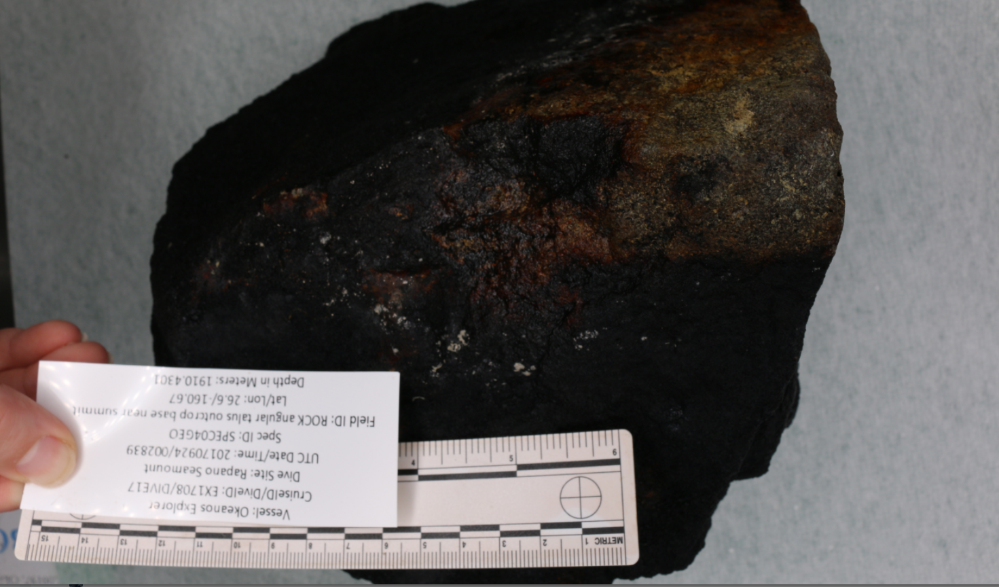 Vessel: Okeanos Explorer
CruiseID/DiveID: EX1708/DIVE17
Dive Site: Rapano Seamount
UTC Date/Time: 20170924/002839
Spec ID: SPEC04GEO
Field ID: ROCK angular talus outcrop base near summit
Lat/Lon: 26.6/-160.67
Depth in Meters: 1910.4301
METRIC 1 2 3 4 5 6 7 8 9 10 11 12 13 14 15
4 5 6